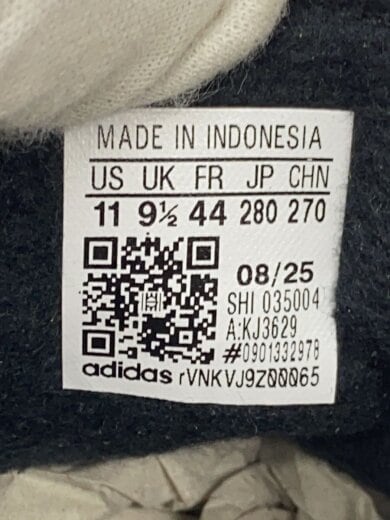 MADE IN INDONESIA
US UK FR JP CHN
11 9½ 44 280 270
08/25
SHI 035004
A:KJ3629
#0901332978
adidas rVNKVJ9Z00065